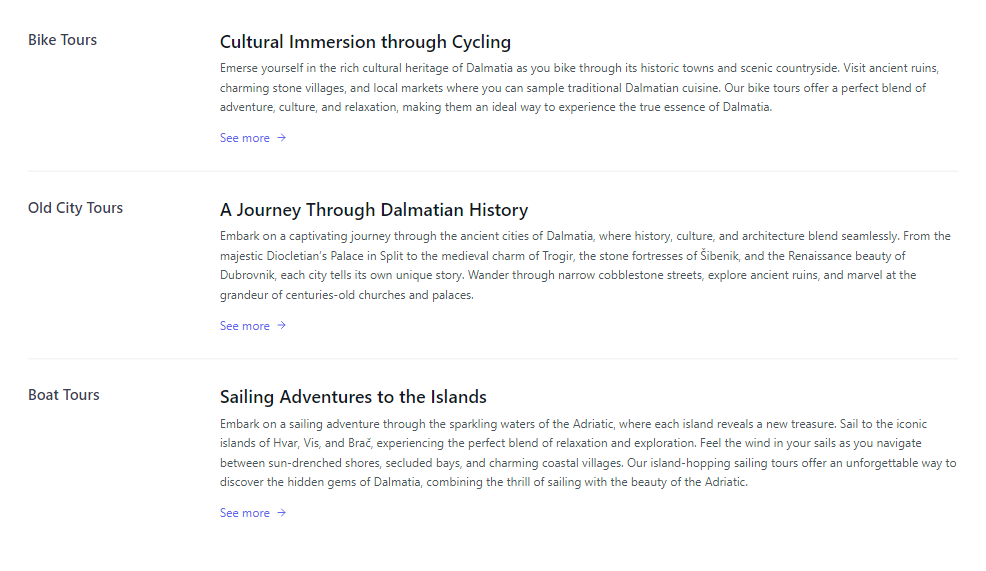 Bike Tours
Cultural Immersion through Cycling
Emerse yourself in the rich cultural heritage of Dalmatia as you bike through its historic towns and scenic countryside. Visit ancient ruins,
charming stone villages, and local markets where you can sample traditional Dalmatian cuisine. Our bike tours offer a perfect blend of
adventure, culture, and relaxation, making them an ideal way to experience the true essence of Dalmatia.
See more →
Old City Tours
A Journey Through Dalmatian History
Embark on a captivating journey through the ancient cities of Dalmatia, where history, culture, and architecture blend seamlessly. From the
majestic Diocletian's Palace in Split to the medieval charm of Trogir, the stone fortresses of Šibenik, and the Renaissance beauty of
Dubrovnik, each city tells its own unique story. Wander through narrow cobblestone streets, explore ancient ruins, and marvel at the
grandeur of centuries-old churches and palaces.
See more →
Boat Tours
Sailing Adventures to the Islands
Embark on a sailing adventure through the sparkling waters of the Adriatic, where each island reveals a new treasure. Sail to the iconic
islands of Hvar, Vis, and Brač, experiencing the perfect blend of relaxation and exploration. Feel the wind in your sails as you navigate
between sun-drenched shores, secluded bays, and charming coastal villages. Our island-hopping sailing tours offer an unforgettable way to
discover the hidden gems of Dalmatia, combining the thrill of sailing with the beauty of the Adriatic.
See more →